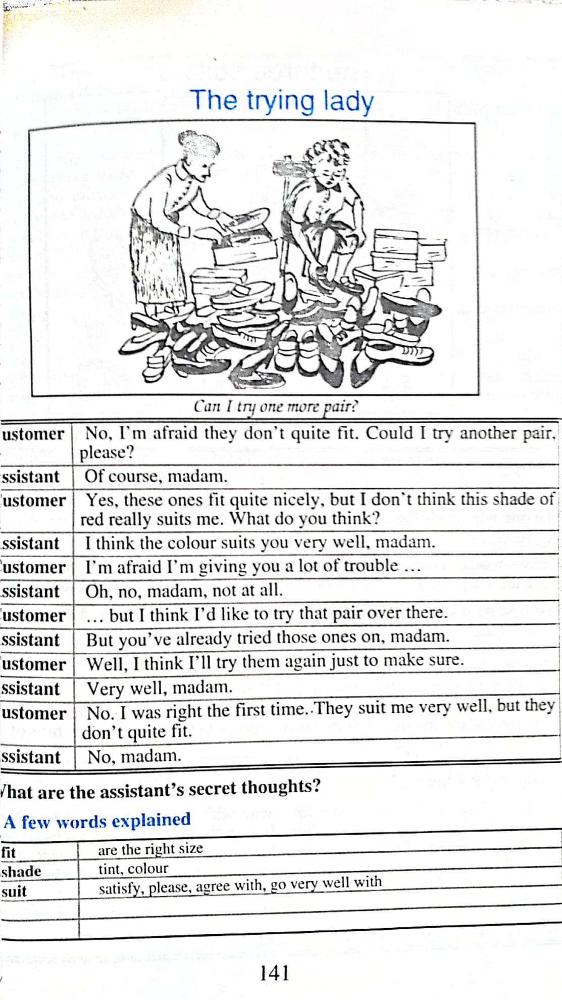 The trying lady
Can I try one more pair?
ustomer No, I'm afraid they don't quite fit. Could I try another pair,
please?
ssistant Of course, madam.
ustomer Yes, these ones fit quite nicely, but I don't think this shade of
red really suits me. What do you think?
ssistant I think the colour suits you very well, madam.
ustomer I'm afraid I'm giving you a lot of trouble ...
ssistant Oh, no, madam, not at all.
ustomer ... but I think I'd like to try that pair over there.
ssistant But you've already tried those ones on, madam.
ustomer Well, I think I'll try them again just to make sure.
ssistant Very well, madam.
ustomer No. I was right the first time. They suit me very well, but they
don't quite fit.
ssistant No, madam.
hat are the assistant's secret thoughts?
A few words explained
fit are the right size
shade tint, colour
suit satisfy, please, agree with, go very well with
141